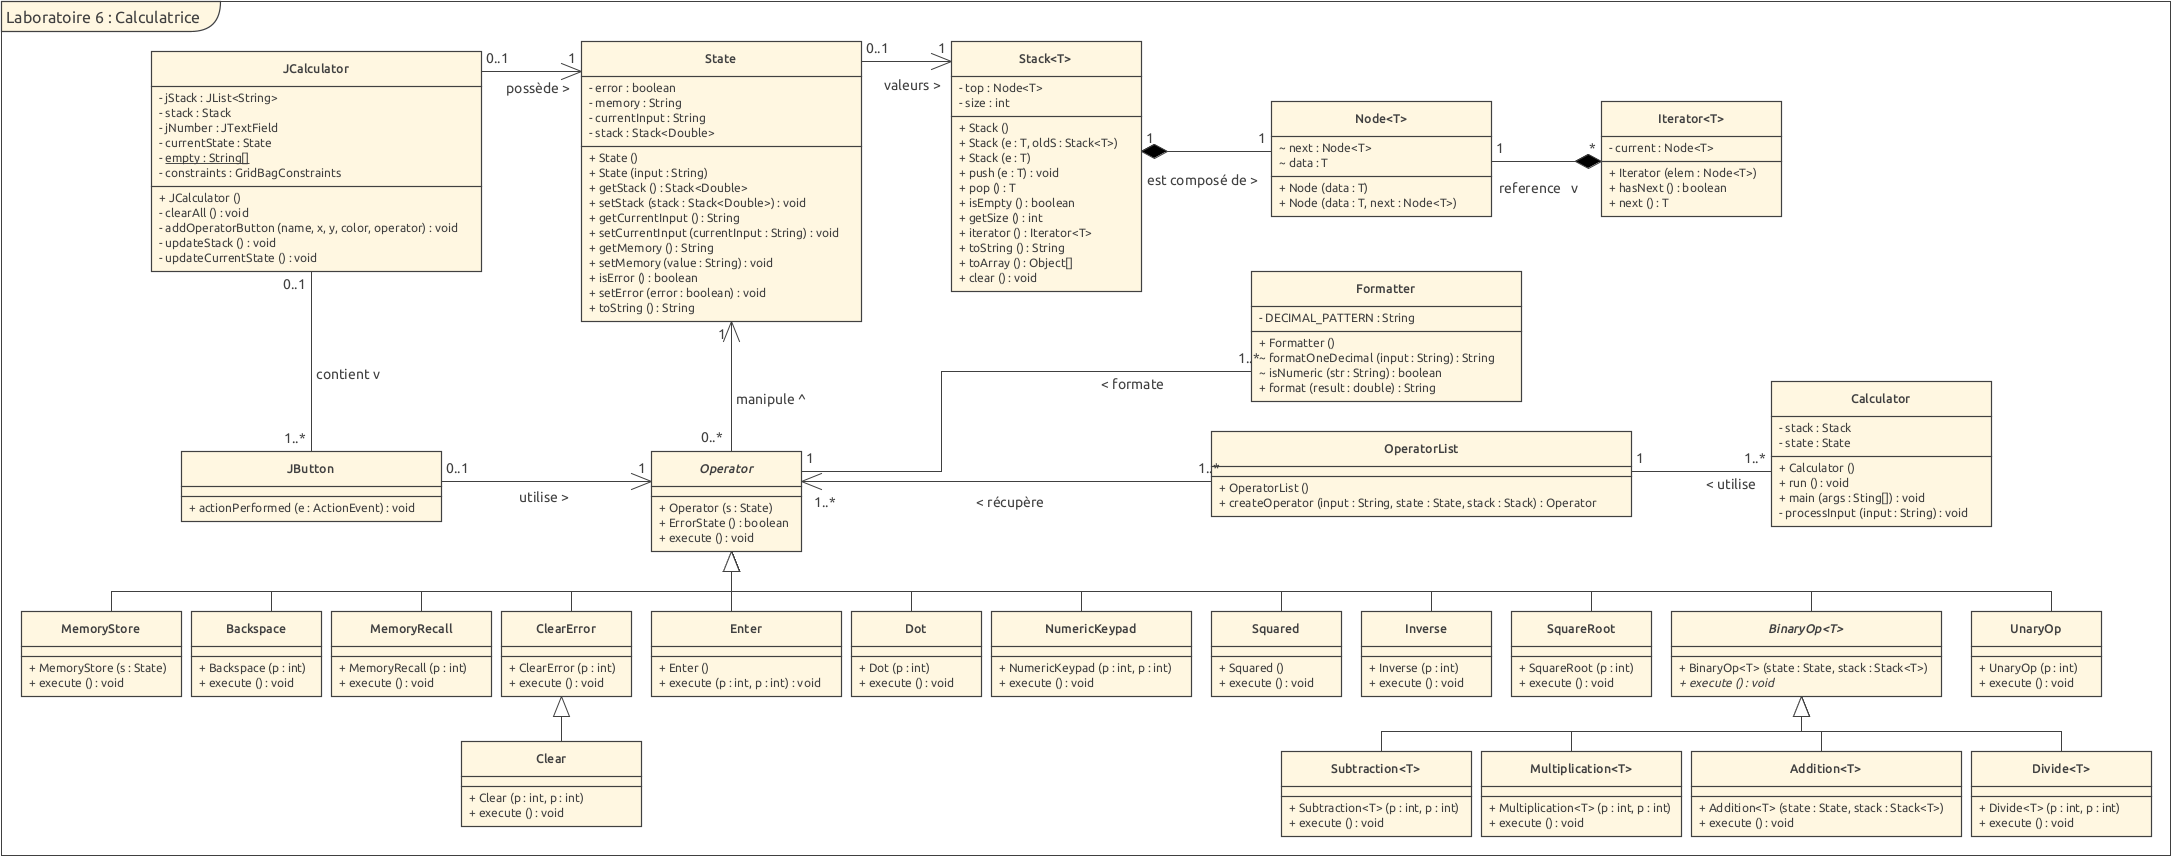 Laboratoire 6 : Calculatrice
JCalculator
- jStack : JList<String>
- stack : Stack
- jNumber : JTextField
- currentState : State
- empty : String[]
- constraints : GridBagConstraints
+ JCalculator ()
- clearAll () : void
- addOperatorButton (name, x, y, color, operator) : void
- updateStack () : void
- updateCurrentState () : void
0..1
1
possède >
State
- error : boolean
- memory : String
- currentInput : String
- stack : Stack<Double>
+ State ()
+ State (input : String)
+ getStack () : Stack<Double>
+ setStack (stack : Stack<Double>) : void
+ getCurrentInput () : String
+ setCurrentInput (currentInput : String) : void
+ getMemory () : String
+ setMemory (value : String) : void
+ isError () : boolean
+ setError (error : boolean) : void
+ toString () : String
0..1
1
valeurs >
Stack<T>
- top : Node<T>
- size : int
+ Stack ()
+ Stack (e : T, oldS : Stack<T>)
+ Stack (e : T)
+ push (e : T) : void
+ pop () : T
+ isEmpty () : boolean
+ getSize () : int
+ iterator () : Iterator<T>
+ toString () : String
+ toArray () : Object[]
+ clear () : void
1
1
est composé de >
Node<T>
~ next : Node<T>
~ data : T
+ Node (data : T)
+ Node (data : T, next : Node<T>)
1
*
reference v
Iterator<T>
- current : Node<T>
+ Iterator (elem : Node<T>)
+ hasNext () : boolean
+ next () : T
0..1
contient v
1..*
1
manipule ^
0..*
Formatter
- DECIMAL_PATTERN : String
+ Formatter ()
~ formatOneDecimal (input : String) : String
~ isNumeric (str : String) : boolean
+ format (result : double) : String
1..*
< formate
1
JButton
+ actionPerformed (e : ActionEvent) : void
0..1
1
utilise >
Operator
+ Operator (s : State)
+ ErrorState () : boolean
+ execute () : void
1..*
< récupère
1..*
OperatorList
+ OperatorList ()
+ createOperator (input : String, state : State, stack : Stack) : Operator
1
1..*
< utilise
Calculator
- stack : Stack
- state : State
+ Calculator ()
+ run () : void
+ main (args : Sting[]) : void
- processInput (input : String) : void
MemoryStore
+ MemoryStore (s : State)
+ execute () : void
Backspace
+ Backspace (p : int)
+ execute () : void
MemoryRecall
+ MemoryRecall (p : int)
+ execute () : void
ClearError
+ ClearError (p : int)
+ execute () : void
Enter
+ Enter ()
+ execute (p : int, p : int) : void
Dot
+ Dot (p : int)
+ execute () : void
NumericKeypad
+ NumericKeypad (p : int, p : int)
+ execute () : void
Squared
+ Squared ()
+ execute () : void
Inverse
+ Inverse (p : int)
+ execute () : void
SquareRoot
+ SquareRoot (p : int)
+ execute () : void
BinaryOp<T>
+ BinaryOp<T> (state : State, stack : Stack<T>)
+ execute () : void
UnaryOp
+ UnaryOp (p : int)
+ execute () : void
Clear
+ Clear (p : int, p : int)
+ execute () : void
Subtraction<T>
+ Subtraction<T> (p : int, p : int)
+ execute () : void
Multiplication<T>
+ Multiplication<T> (p : int, p : int)
+ execute () : void
Addition<T>
+ Addition<T> (state : State, stack : Stack<T>)
+ execute () : void
Divide<T>
+ Divide<T> (p : int, p : int)
+ execute () : void